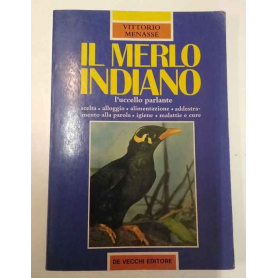 VITTORIO
MENASSÉ
IL MERLO
INDIANO
l'uccello parlante
scelta • alloggio • alimentazione • addestra-
mento alla parola • igiene • malattie e cure
DE VECCHI EDITORE